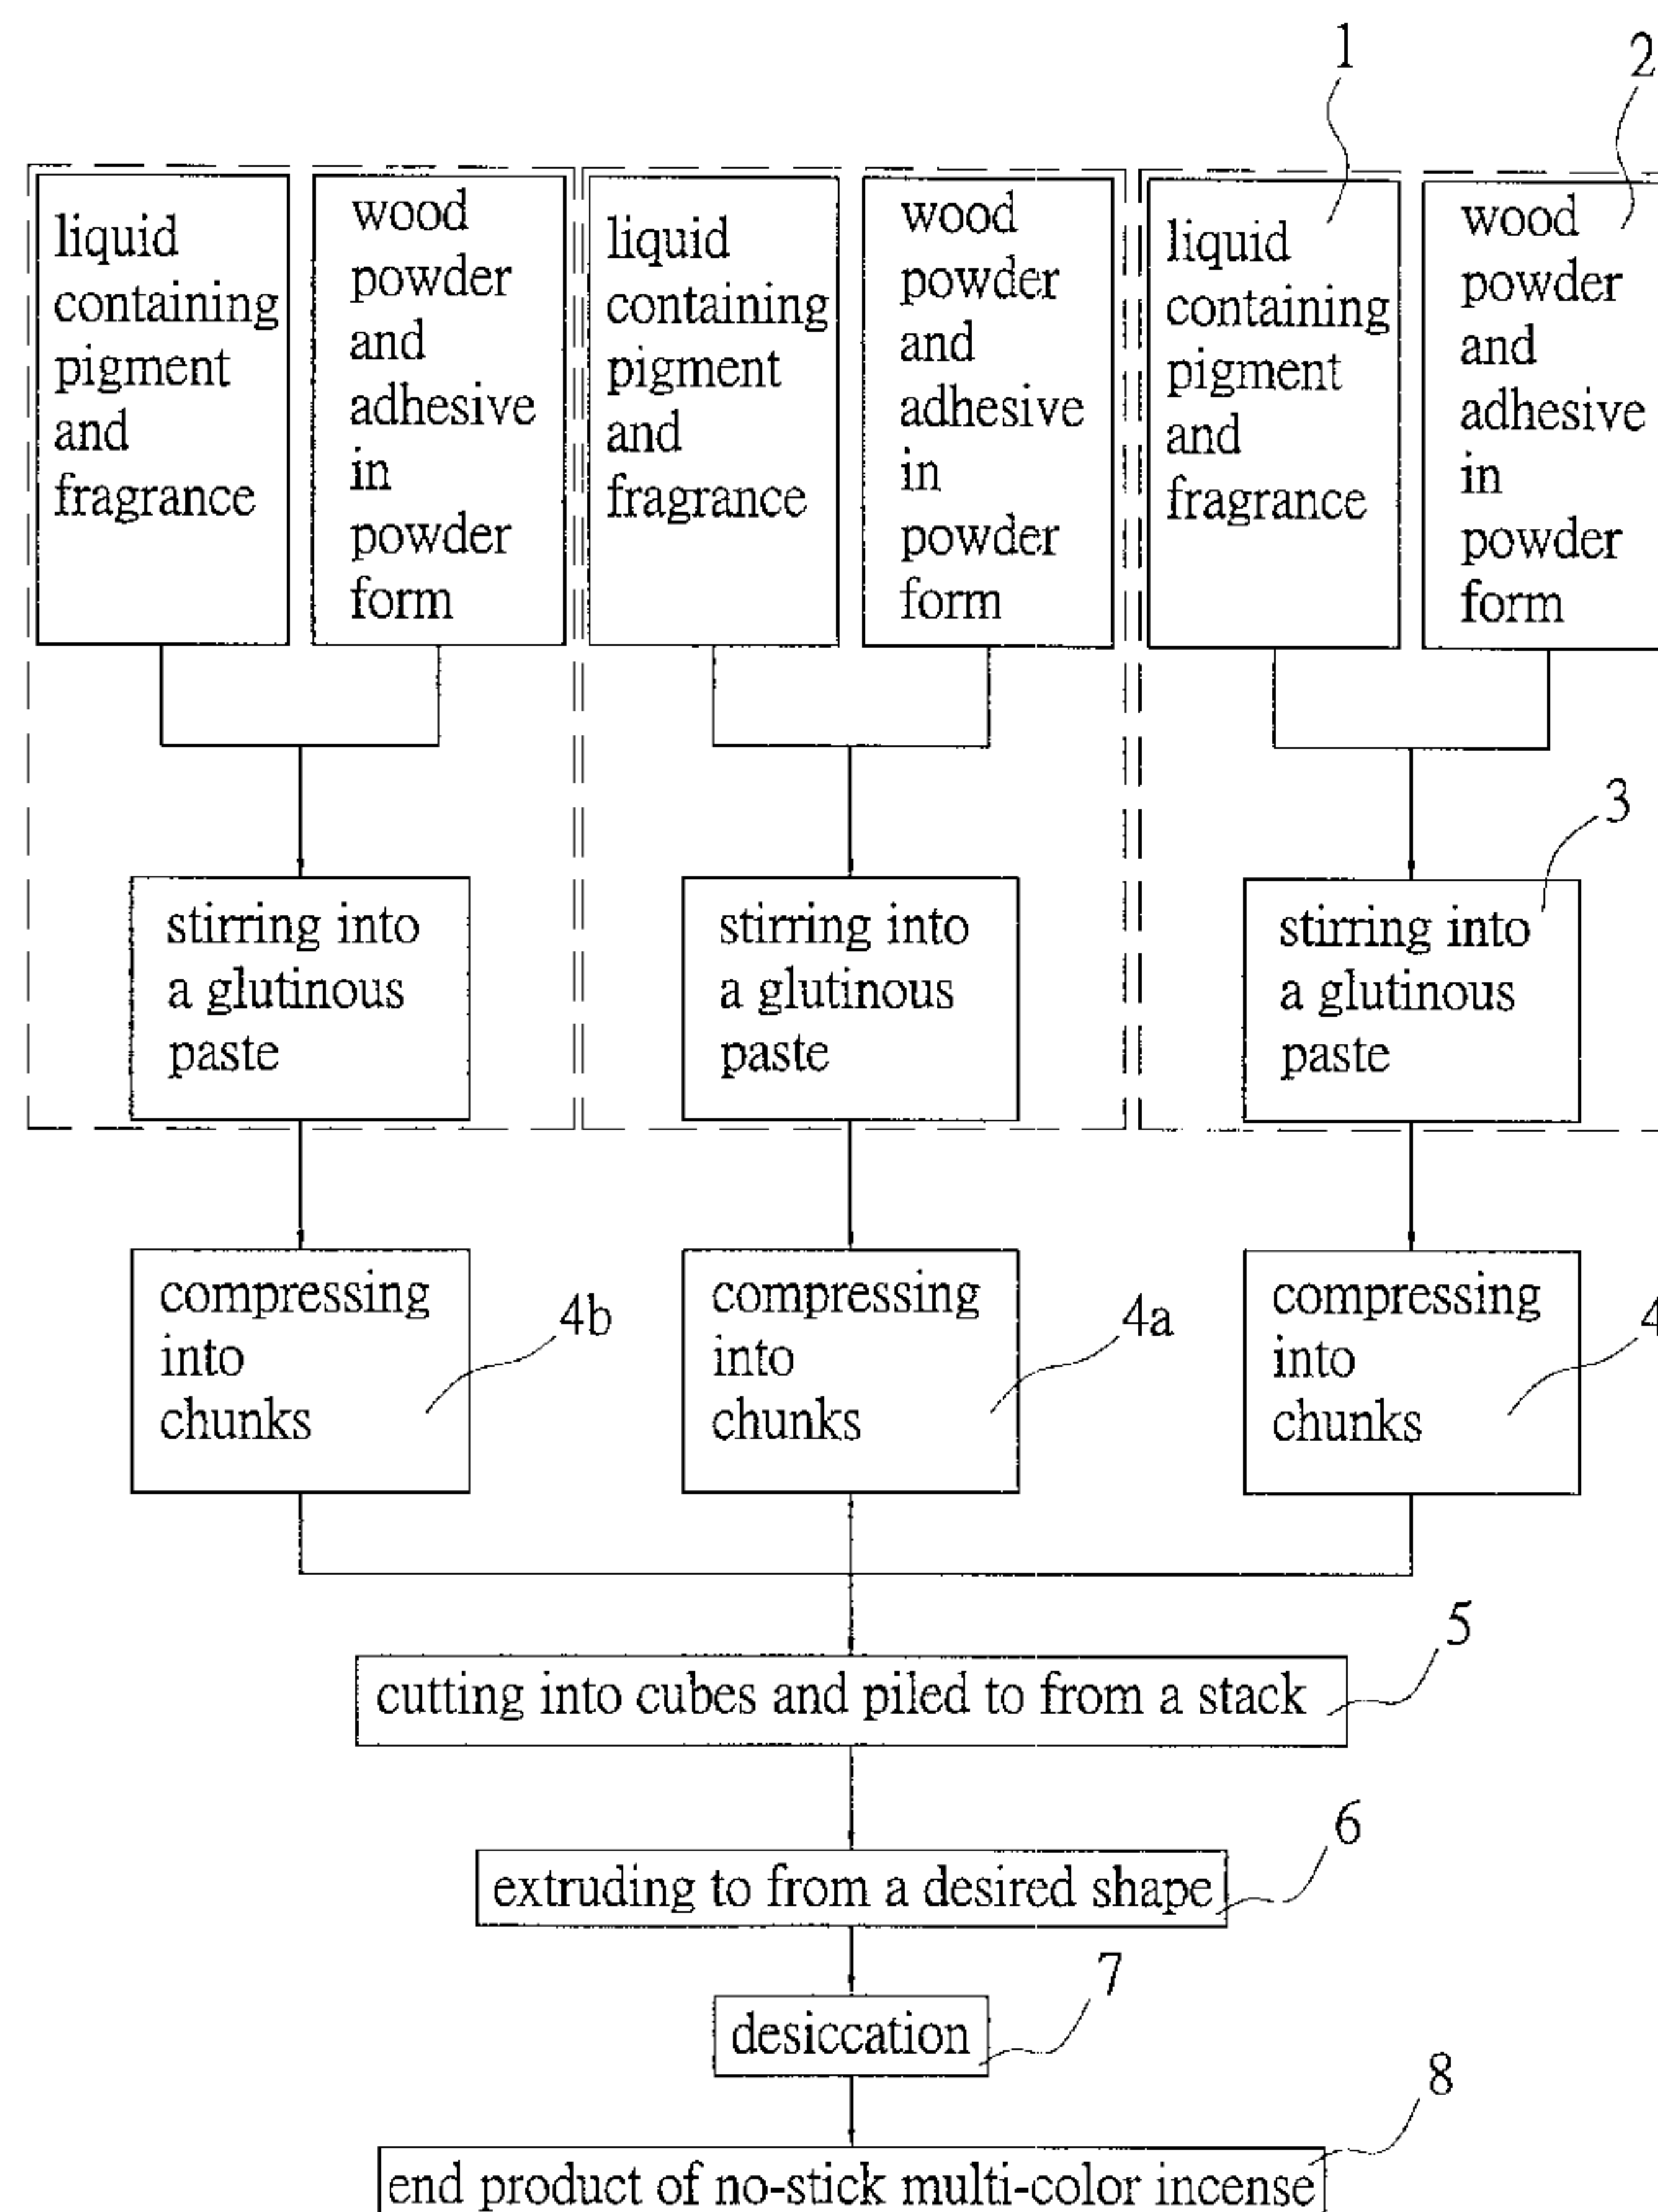 1
2
liquid
containing
pigment
and
fragrance
wood
powder
and
adhesive
in
powder
form
liquid
containing
pigment
and
fragrance
wood
powder
and
adhesive
in
powder
form
liquid
containing
pigment
and
fragrance
wood
powder
and
adhesive
in
powder
form
3
stirring into
a glutinous
paste
stirring into
a glutinous
paste
stirring into
a glutinous
paste
compressing
into
chunks
4b
compressing
into
chunks
4a
compressing
into
chunks
4
5
cutting into cubes and piled to from a stack
6
extruding to from a desired shape
7
desiccation
8
end product of no-stick multi-color incense